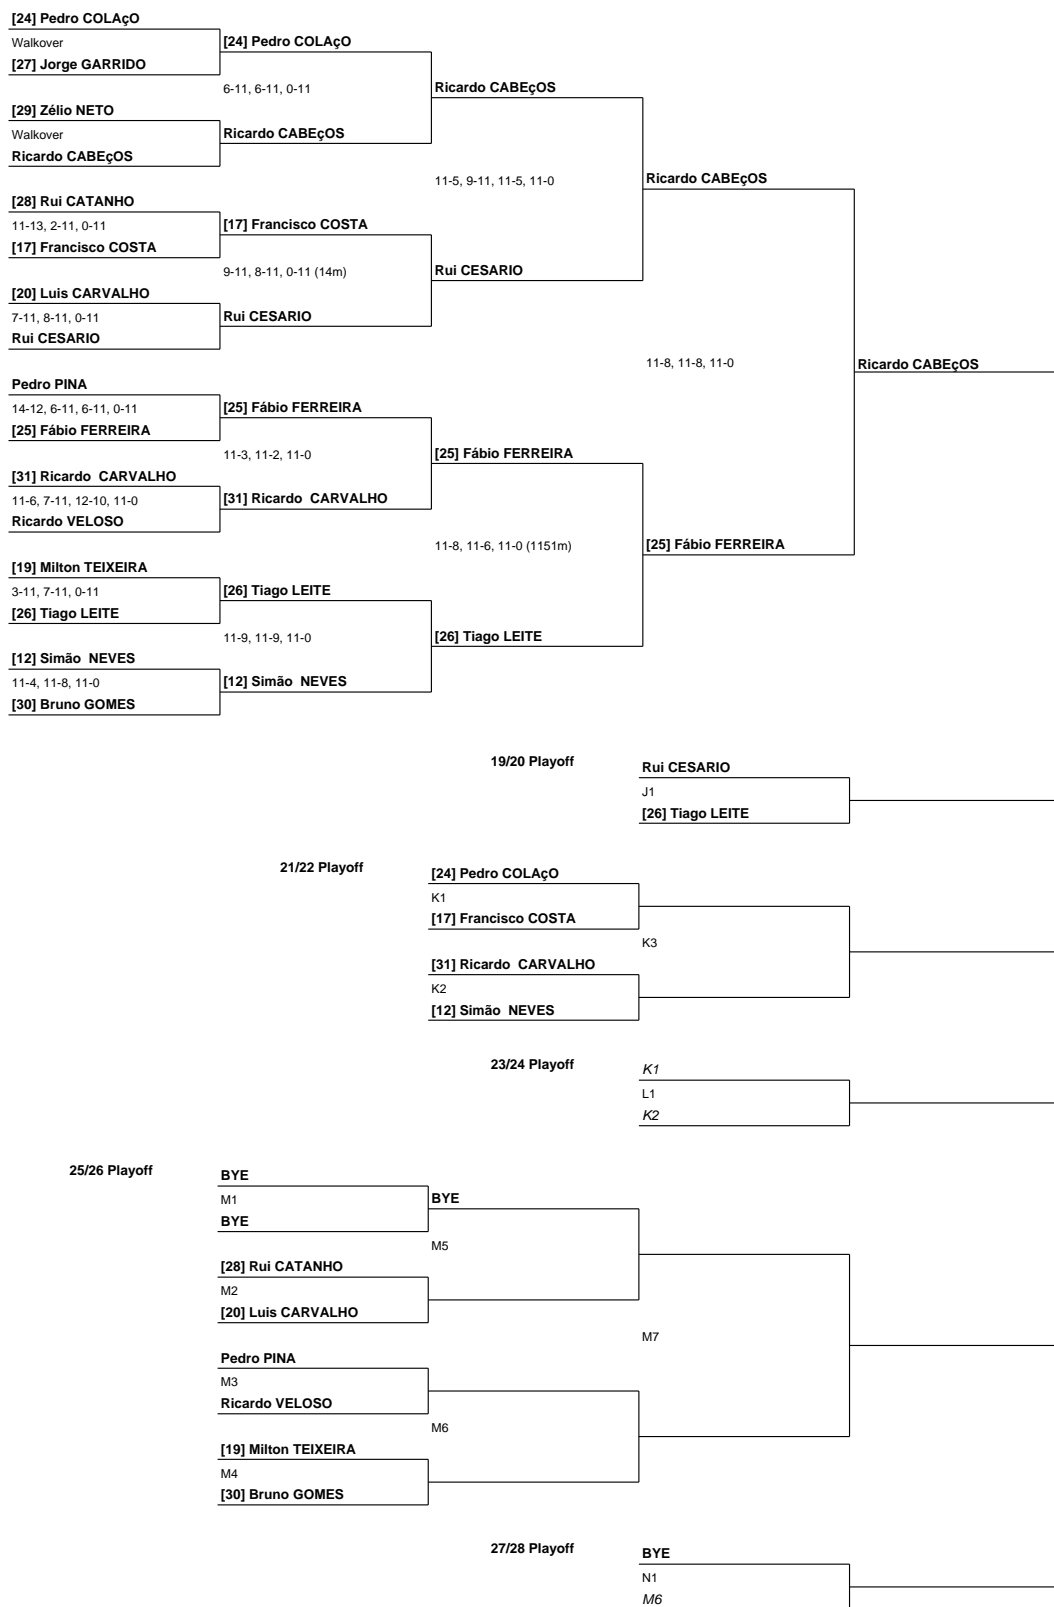 [24] Pedro COLAçO
Walkover
[24] Pedro COLAçO
[27] Jorge GARRIDO
6-11, 6-11, 0-11
Ricardo CABEçOS
[29] Zélio NETO
Walkover
Ricardo CABEçOS
Ricardo CABEçOS
11-5, 9-11, 11-5, 11-0
Ricardo CABEçOS
[28] Rui CATANHO
11-13, 2-11, 0-11
[17] Francisco COSTA
[17] Francisco COSTA
9-11, 8-11, 0-11 (14m)
Rui CESARIO
[20] Luis CARVALHO
7-11, 8-11, 0-11
Rui CESARIO
Rui CESARIO
11-8, 11-8, 11-0
Ricardo CABEçOS
Pedro PINA
14-12, 6-11, 6-11, 0-11
[25] Fábio FERREIRA
[25] Fábio FERREIRA
11-3, 11-2, 11-0
[25] Fábio FERREIRA
[31] Ricardo  CARVALHO
11-6, 7-11, 12-10, 11-0
[31] Ricardo  CARVALHO
Ricardo VELOSO
11-8, 11-6, 11-0 (1151m)
[25] Fábio FERREIRA
[19] Milton TEIXEIRA
3-11, 7-11, 0-11
[26] Tiago LEITE
[26] Tiago LEITE
11-9, 11-9, 11-0
[26] Tiago LEITE
[12] Simão  NEVES
11-4, 11-8, 11-0
[12] Simão  NEVES
[30] Bruno GOMES
19/20 Playoff
Rui CESARIO
J1
[26] Tiago LEITE
21/22 Playoff
[24] Pedro COLAçO
K1
[17] Francisco COSTA
K3
[31] Ricardo  CARVALHO
K2
[12] Simão  NEVES
23/24 Playoff
K1
L1
K2
25/26 Playoff
BYE
M1
BYE
BYE
M5
[28] Rui CATANHO
M2
[20] Luis CARVALHO
M7
Pedro PINA
M3
Ricardo VELOSO
M6
[19] Milton TEIXEIRA
M4
[30] Bruno GOMES
27/28 Playoff
BYE
N1
M6